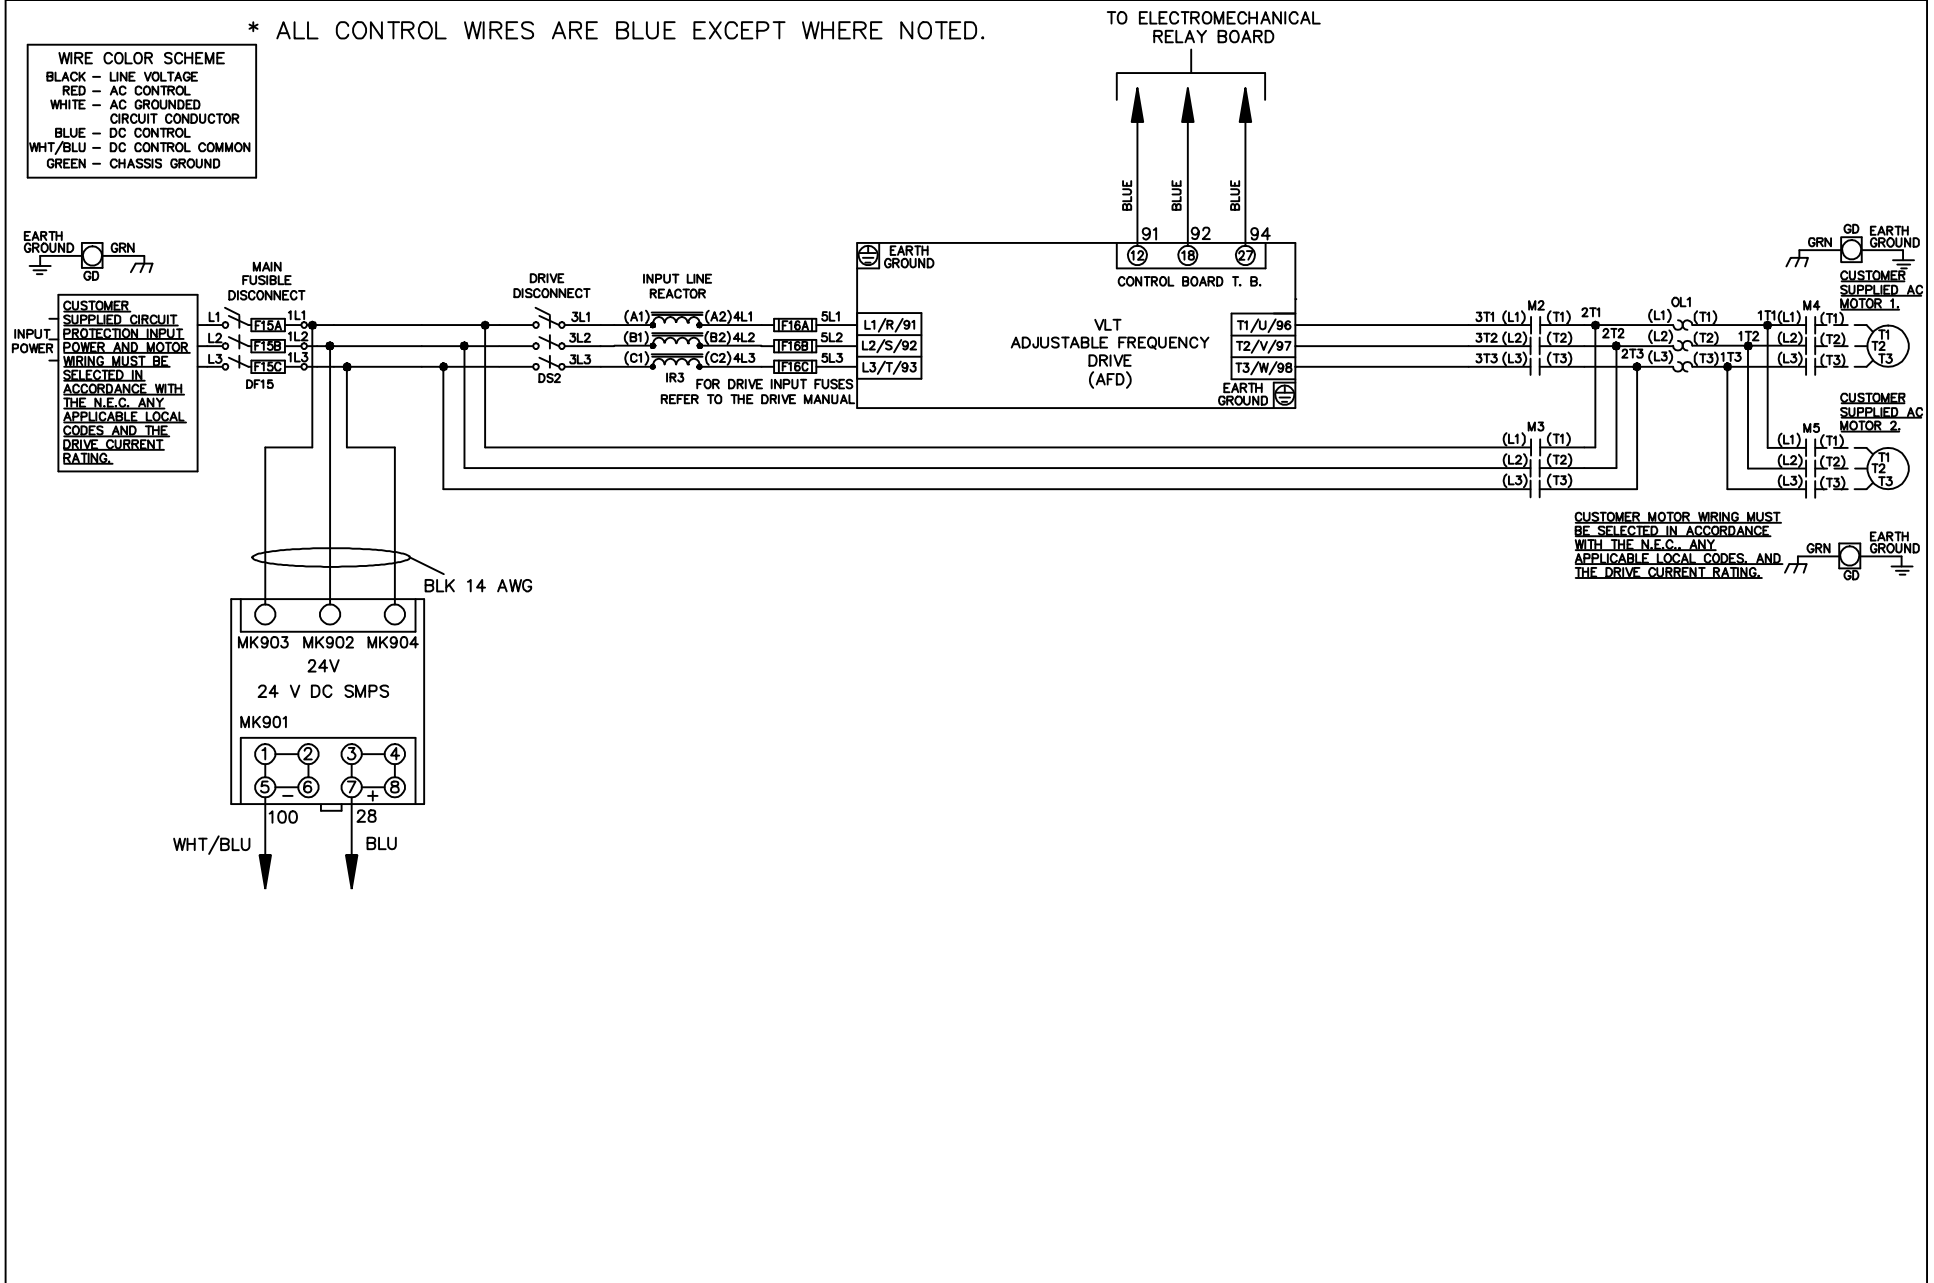 * ALL CONTROL WIRES ARE BLUE EXCEPT WHERE NOTED.
WIRE COLOR SCHEME
BLACK – LINE VOLTAGE
RED – AC CONTROL
WHITE – AC GROUNDED
CIRCUIT CONDUCTOR
BLUE – DC CONTROL
WHT/BLU – DC CONTROL COMMON
GREEN – CHASSIS GROUND
TO ELECTROMECHANICAL
RELAY BOARD
BLUE
BLUE
BLUE
91 92 94
12 18 27
CONTROL BOARD T. B.
EARTH
GROUND
GRN
GD
INPUT
POWER
CUSTOMER
SUPPLIED CIRCUIT
PROTECTION INPUT
POWER AND MOTOR
WIRING MUST BE
SELECTED IN
ACCORDANCE WITH
THE N.E.C. ANY
APPLICABLE LOCAL
CODES AND THE
DRIVE CURRENT
RATING.
MAIN
FUSIBLE
DISCONNECT
L1 F15A 1L1
L2 F15B 1L2
L3 F15C 1L3
DF15
DRIVE
DISCONNECT
3L1
3L2
3L3
DS2
INPUT LINE
REACTOR
(A1) (A2) 4L1
(B1) (B2) 4L2
(C1) (C2) 4L3
IR3
F16A 5L1
F16B 5L2
F16C 5L3
FOR DRIVE INPUT FUSES
REFER TO THE DRIVE MANUAL
EARTH
GROUND
L1/R/91
L2/S/92
L3/T/93
VLT
ADJUSTABLE FREQUENCY
DRIVE
(AFD)
T1/U/96
T2/V/97
T3/W/98
EARTH
GROUND
M2
3T1 (L1) (T1) 2T1
3T2 (L2) (T2) 2T2
3T3 (L3) (T3) 2T3
OL1
(L1) (T1) 1T1
(L2) (T2) 1T2
(L3) (T3) 1T3
M4
(L1) (T1)
(L2) (T2)
(L3) (T3)
T1
T2
T3
GRN
GD
EARTH
GROUND
CUSTOMER
SUPPLIED AC
MOTOR 1.
M3
(L1) (T1)
(L2) (T2)
(L3) (T3)
CUSTOMER
SUPPLIED AC
MOTOR 2.
M5
(L1) (T1)
(L2) (T2)
(L3) (T3)
T1
T2
T3
CUSTOMER MOTOR WIRING MUST
BE SELECTED IN ACCORDANCE
WITH THE N.E.C., ANY
APPLICABLE LOCAL CODES, AND
THE DRIVE CURRENT RATING.
GRN
GD
EARTH
GROUND
BLK 14 AWG
MK903 MK902 MK904
24V
24 V DC SMPS
MK901
1 2 3 4
5 – 6 7 + 8
100 28
WHT/BLU BLU